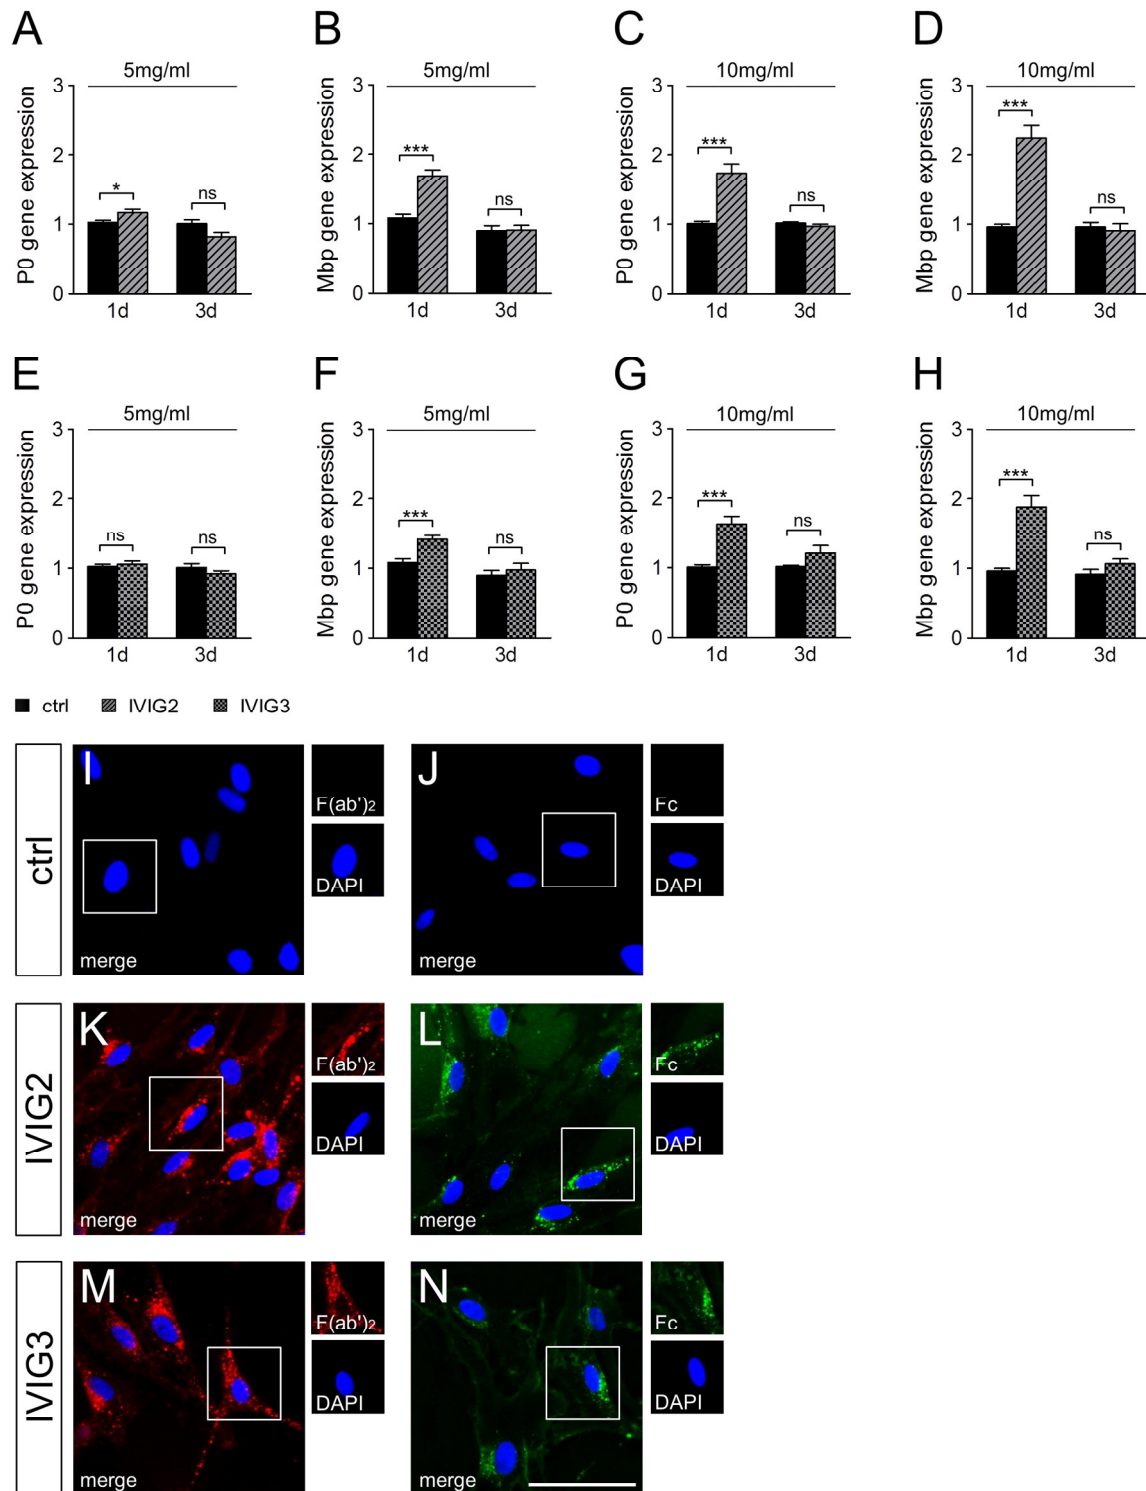 A B C D
5mg/ml 5mg/ml 10mg/ml 10mg/ml
P0 gene expression
3
2
1
0
*
ns
1d 3d
Mbp gene expression
3
2
1
0
***
ns
1d 3d
P0 gene expression
3
2
1
0
***
ns
1d 3d
Mbp gene expression
3
2
1
0
***
ns
1d 3d
E F G H
5mg/ml 5mg/ml 10mg/ml 10mg/ml
P0 gene expression
3
2
1
0
ns
ns
1d 3d
Mbp gene expression
3
2
1
0
***
ns
1d 3d
P0 gene expression
3
2
1
0
***
ns
1d 3d
Mbp gene expression
3
2
1
0
***
ns
1d 3d
ctrl IVIG2 IVIG3
ctrl
I
F(ab')2
DAPI
merge
J
Fc
DAPI
merge
IVIG2
K
F(ab')2
DAPI
merge
L
Fc
DAPI
merge
IVIG3
M
F(ab')2
DAPI
merge
N
Fc
DAPI
merge